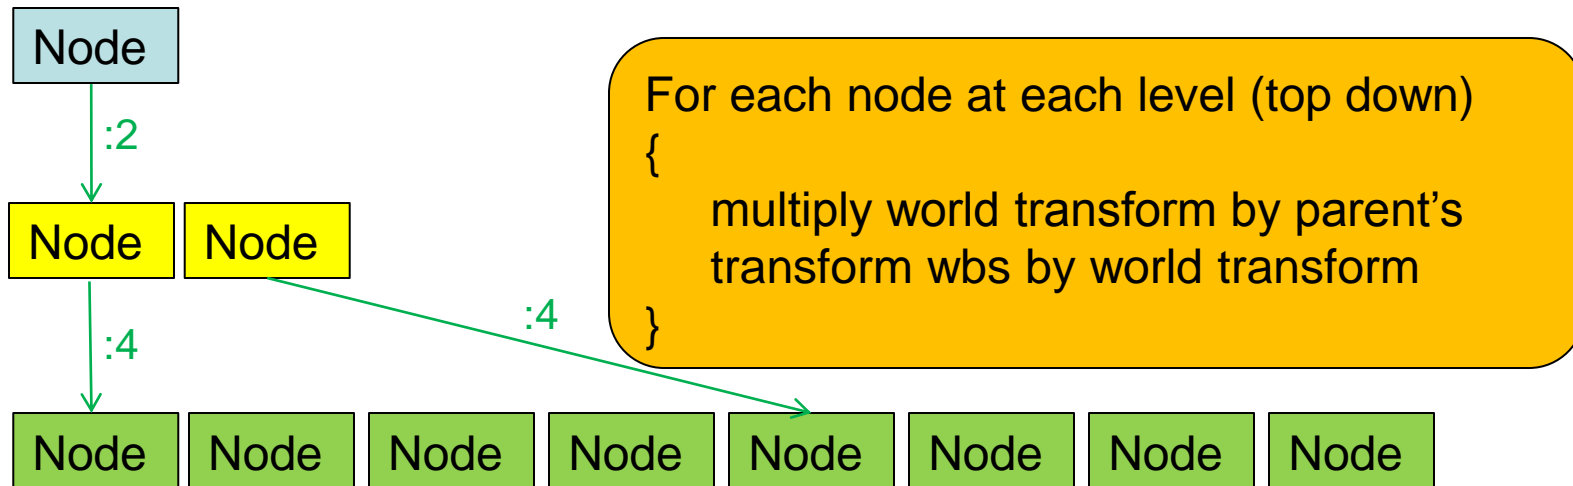 Node
:2
For each node at each level (top down)
{
multiply world transform by parent’s
transform wbs by world transform
}
Node Node
:4
:4
Node Node Node Node Node Node Node Node